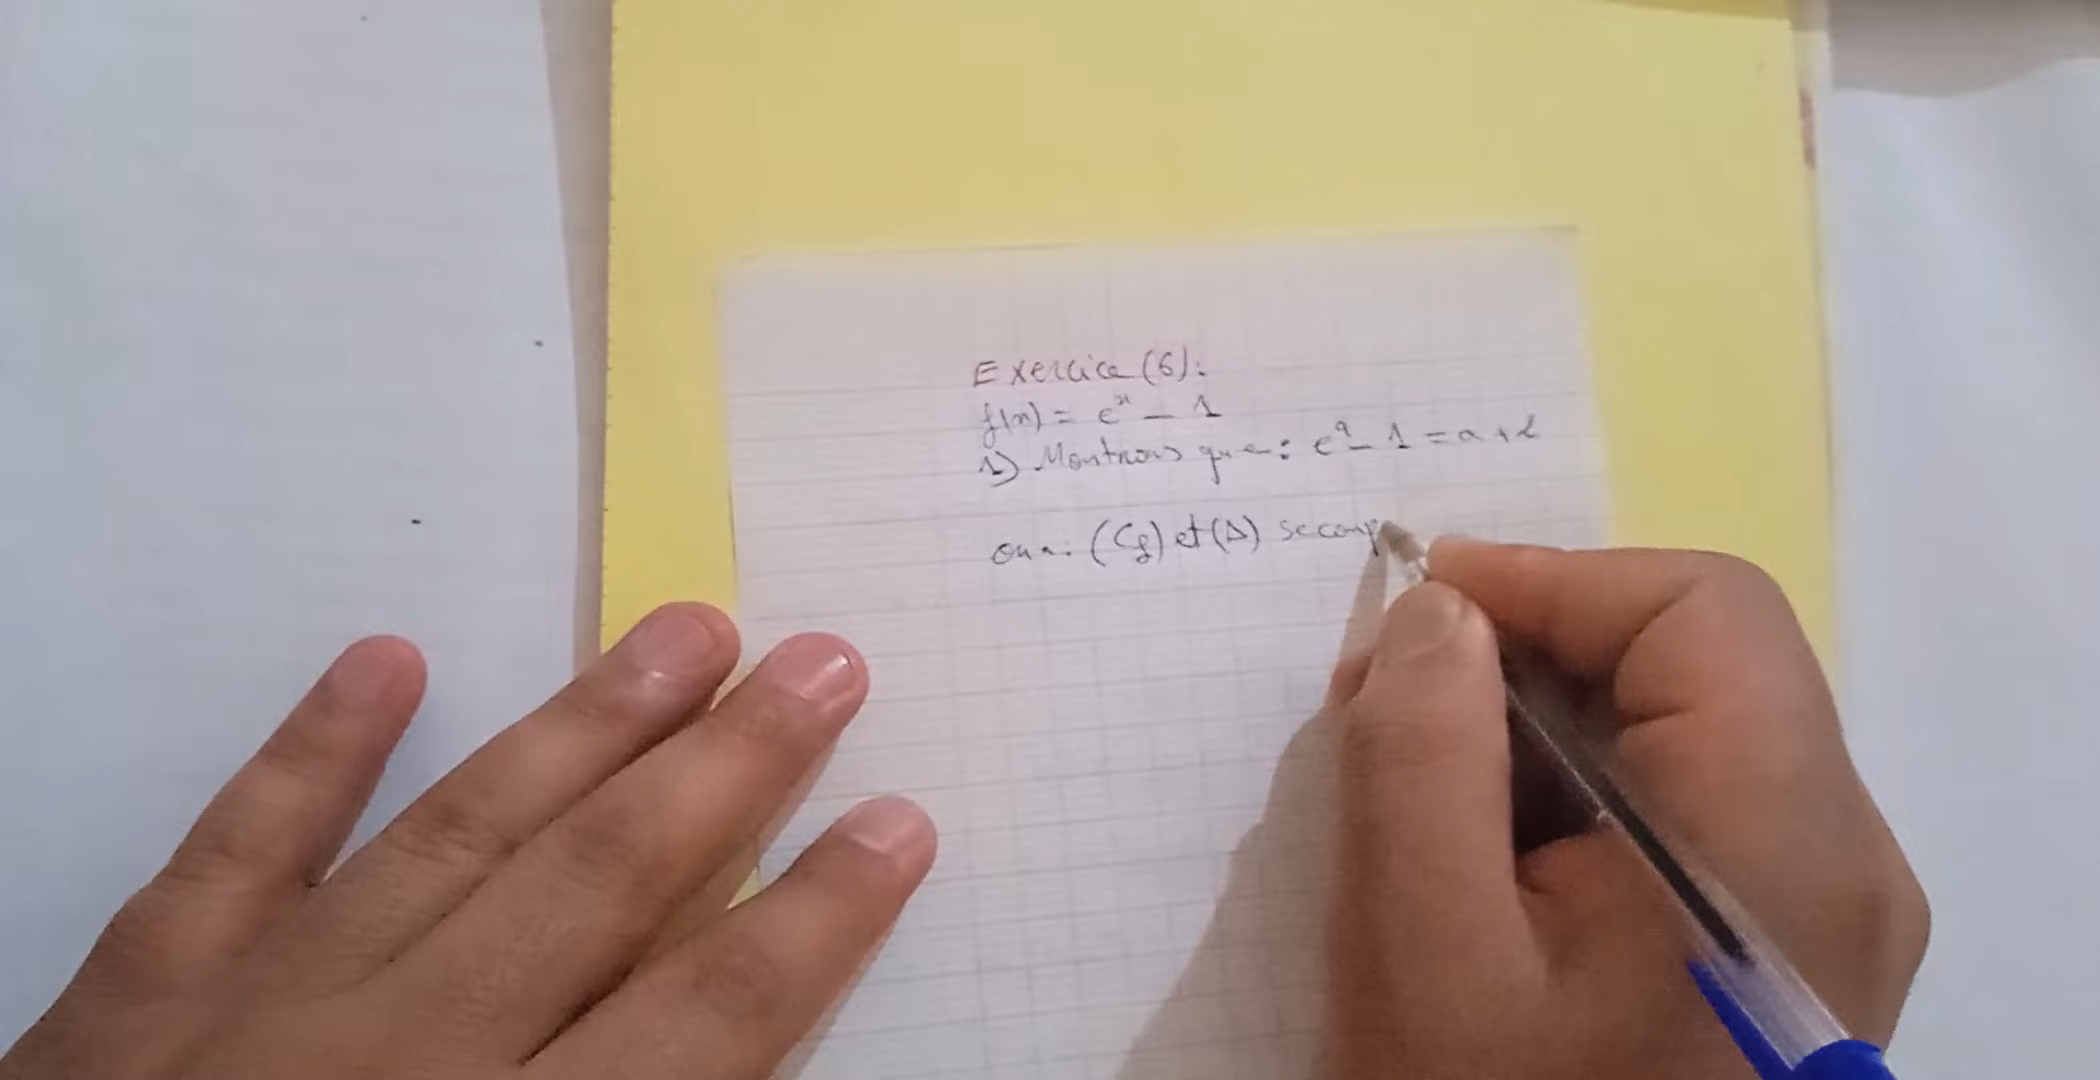 Exercice (6):
f(x) = eˣ - 1
1) Montrons que: eᵅ - 1 = α + 2
on a: (Cf) et (Δ) se coup